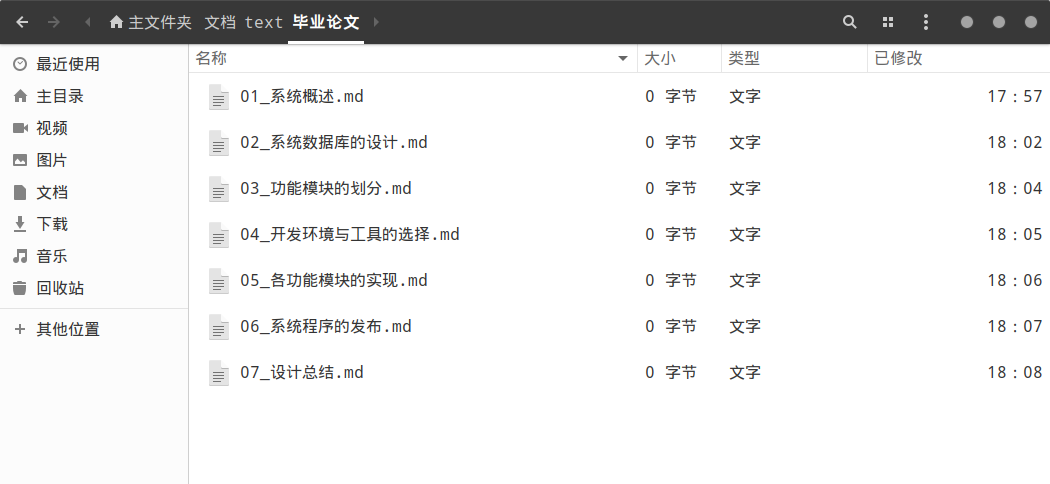 主文件夹 文档 text 毕业论文
最近使用
主目录
视频
图片
文档
下载
音乐
回收站
其他位置
名称 大小 类型 已修改
01_系统概述.md 0 字节 文字 17：57
02_系统数据库的设计.md 0 字节 文字 18：02
03_功能模块的划分.md 0 字节 文字 18：04
04_开发环境与工具的选择.md 0 字节 文字 18：05
05_各功能模块的实现.md 0 字节 文字 18：06
06_系统程序的发布.md 0 字节 文字 18：07
07_设计总结.md 0 字节 文字 18：08